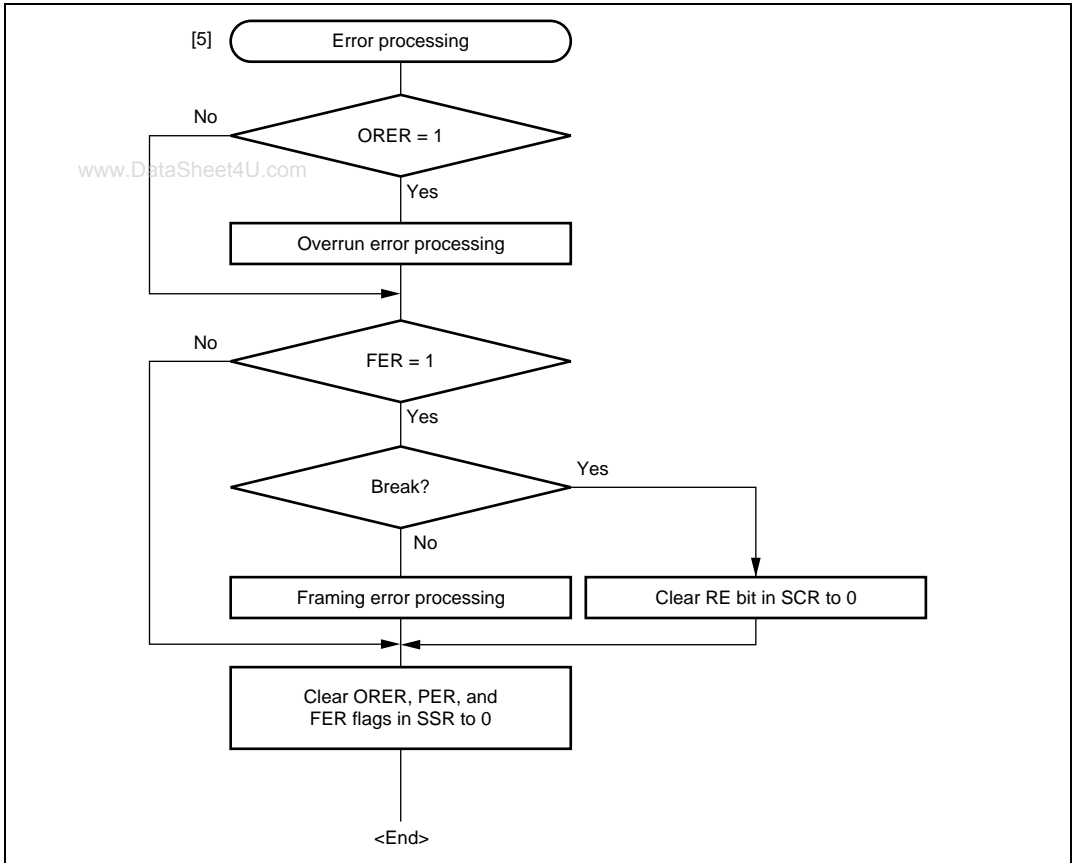 [5] Error processing
No
ORER = 1
www.DataSheet4U.com
Yes
Overrun error processing
No
FER = 1
Yes
Break?
Yes
No
Framing error processing
Clear RE bit in SCR to 0
Clear ORER, PER, and
FER flags in SSR to 0
<End>